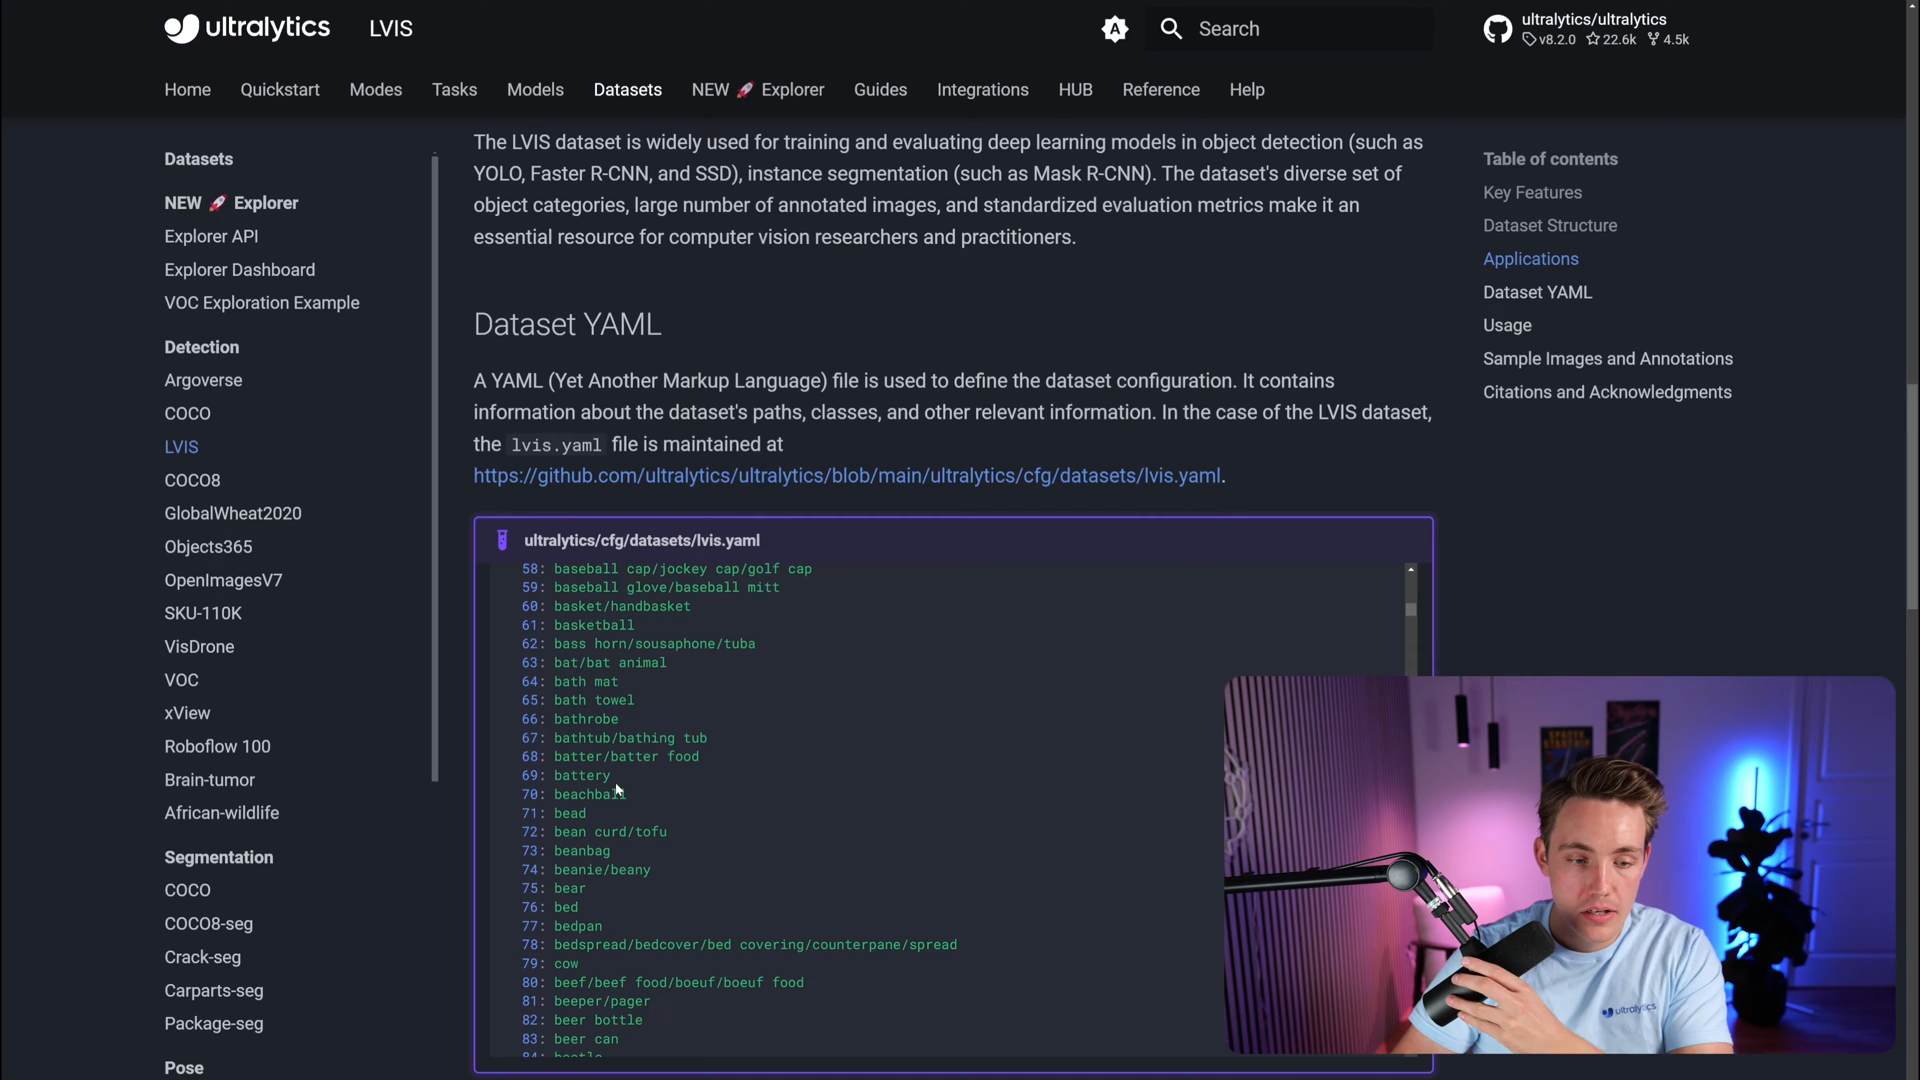 ultralytics
LVIS
Search
ultralytics/ultralytics
v8.2.0 22.6k 4.5k
Home Quickstart Modes Tasks Models Datasets NEW 🚀 Explorer Guides Integrations HUB Reference Help
Datasets
NEW 🚀 Explorer
Explorer API
Explorer Dashboard
VOC Exploration Example
Detection
Argoverse
COCO
LVIS
COCO8
GlobalWheat2020
Objects365
OpenImagesV7
SKU-110K
VisDrone
VOC
xView
Roboflow 100
Brain-tumor
African-wildlife
Segmentation
COCO
COCO8-seg
Crack-seg
Carparts-seg
Package-seg
Pose
The LVIS dataset is widely used for training and evaluating deep learning models in object detection (such as
YOLO, Faster R-CNN, and SSD), instance segmentation (such as Mask R-CNN). The dataset's diverse set of
object categories, large number of annotated images, and standardized evaluation metrics make it an
essential resource for computer vision researchers and practitioners.
Dataset YAML
A YAML (Yet Another Markup Language) file is used to define the dataset configuration. It contains
information about the dataset's paths, classes, and other relevant information. In the case of the LVIS dataset,
the lvis.yaml file is maintained at
https://github.com/ultralytics/ultralytics/blob/main/ultralytics/cfg/datasets/lvis.yaml.
ultralytics/cfg/datasets/lvis.yaml
58: baseball cap/jockey cap/golf cap
59: baseball glove/baseball mitt
60: basket/handbasket
61: basketball
62: bass horn/sousaphone/tuba
63: bat/bat animal
64: bath mat
65: bath towel
66: bathrobe
67: bathtub/bathing tub
68: batter/batter food
69: battery
70: beachball
71: bead
72: bean curd/tofu
73: beanbag
74: beanie/beany
75: bear
76: bed
77: bedpan
78: bedspread/bedcover/bed covering/counterpane/spread
79: cow
80: beef/beef food/boeuf/boeuf food
81: beeper/pager
82: beer bottle
83: beer can
84: beetle
Table of contents
Key Features
Dataset Structure
Applications
Dataset YAML
Usage
Sample Images and Annotations
Citations and Acknowledgments
ultralytics